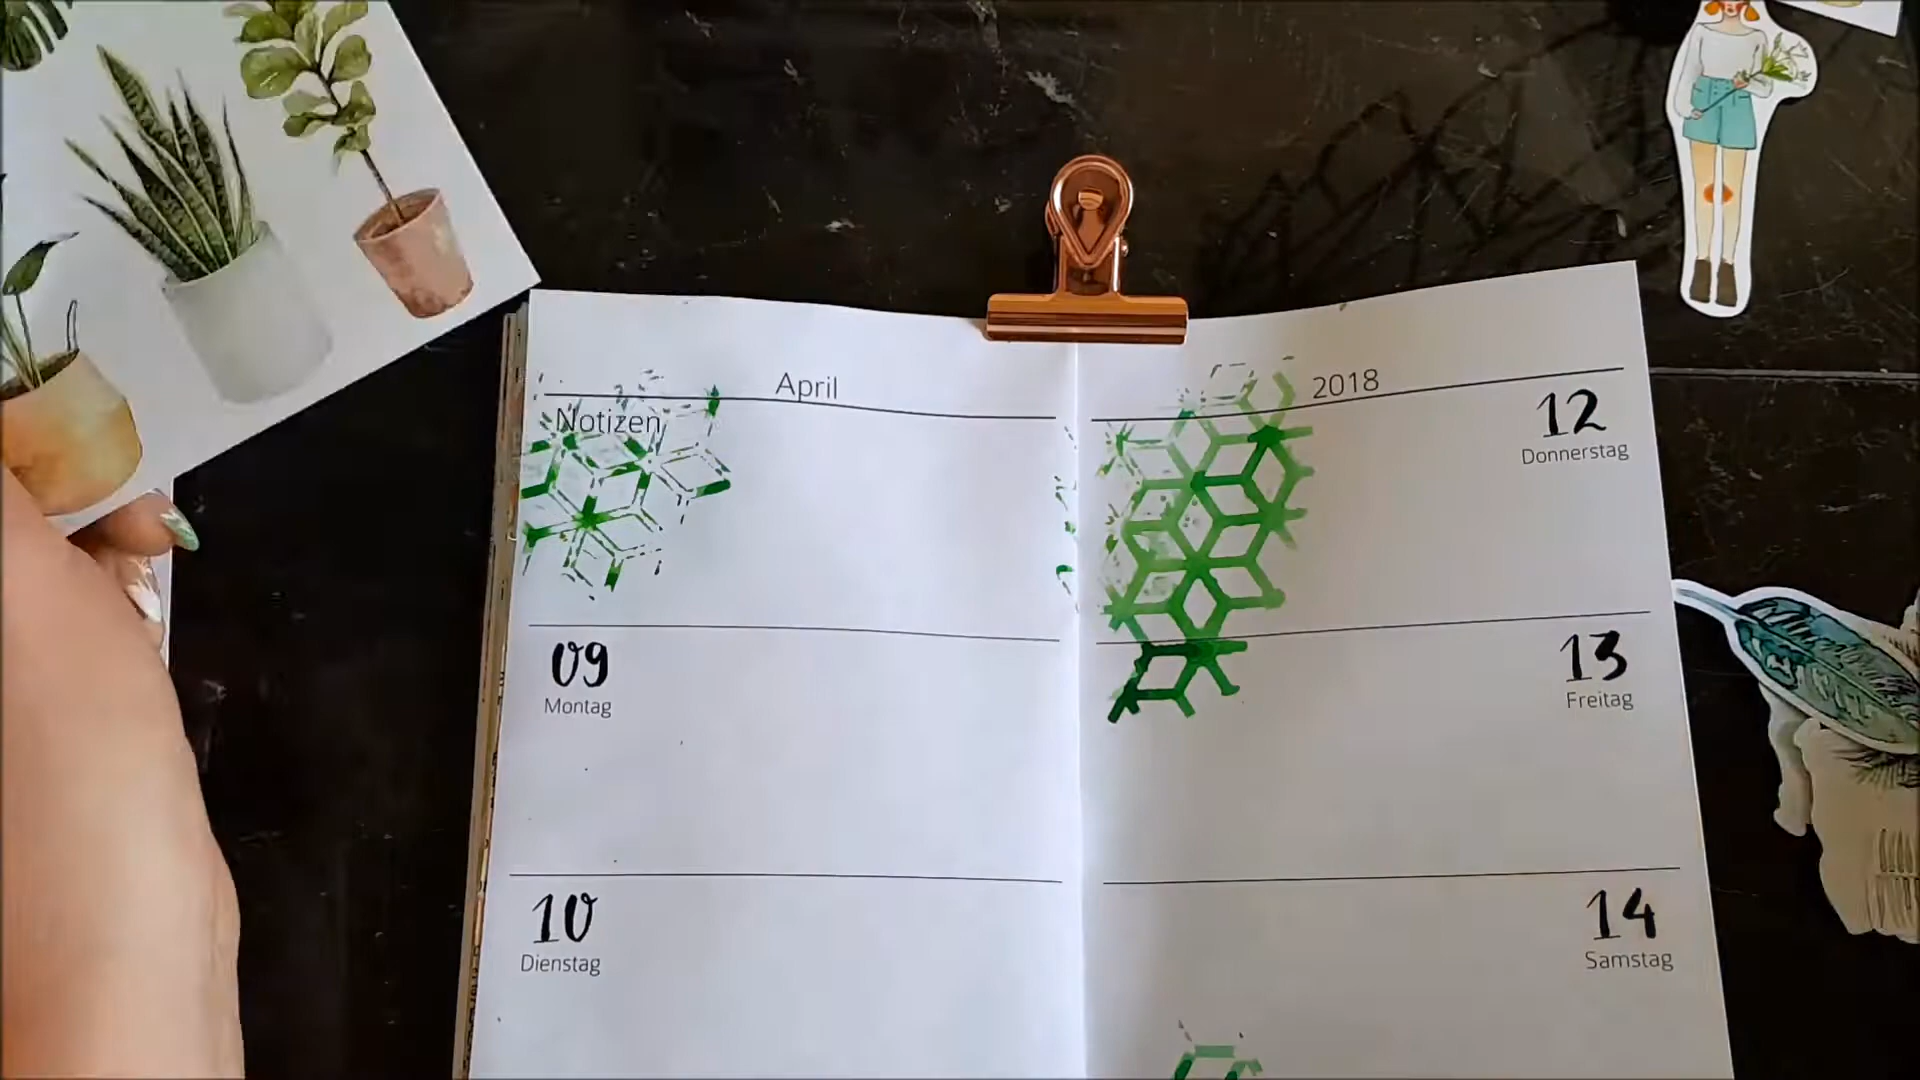 April
Notizen
09
Montag
10
Dienstag
2018
12
Donnerstag
13
Freitag
14
Samstag